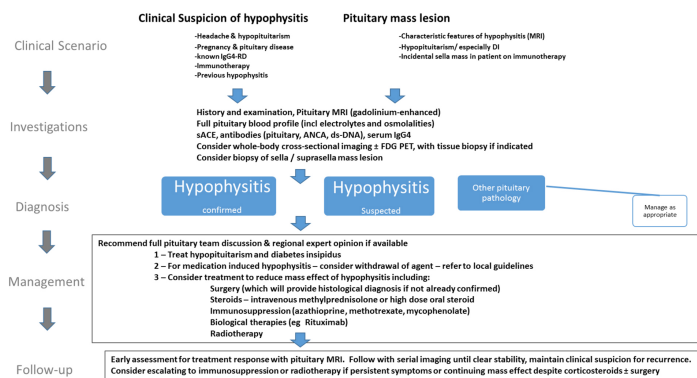 Clinical Suspicion of hypophysitis
Pituitary mass lesion
Clinical Scenario
-Headache & hypopituitarism
-Pregnancy & pituitary disease
-known IgG4-RD
-Immunotherapy
-Previous hypophysitis
-Characteristic features of hypophysitis (MRI)
-Hypopituitarism/ especially DI
-Incidental sella mass in patient on immunotherapy
Investigations
History and examination, Pituitary MRI (gadolinium-enhanced)
Full pituitary blood profile (incl electrolytes and osmolalities)
sACE, antibodies (pituitary, ANCA, ds-DNA), serum IgG4
Consider whole-body cross-sectional imaging ± FDG PET, with tissue biopsy if indicated
Consider biopsy of sella / suprasella mass lesion
Diagnosis
Hypophysitis
confirmed
Hypophysitis
Suspected
Other pituitary
pathology
Manage as
appropriate
Management
Recommend full pituitary team discussion & regional expert opinion if available
1 – Treat hypopituitarism and diabetes insipidus
2 – For medication induced hypophysitis – consider withdrawal of agent – refer to local guidelines
3 – Consider treatment to reduce mass effect of hypophysitis including:
Surgery (which will provide histological diagnosis if not already confirmed)
Steroids – intravenous methylprednisolone or high dose oral steroid
Immunosuppression (azathioprine, methotrexate, mycophenolate)
Biological therapies (eg Rituximab)
Radiotherapy
Follow-up
Early assessment for treatment response with pituitary MRI. Follow with serial imaging until clear stability, maintain clinical suspicion for recurrence.
Consider escalating to immunosuppression or radiotherapy if persistent symptoms or continuing mass effect despite corticosteroids ± surgery